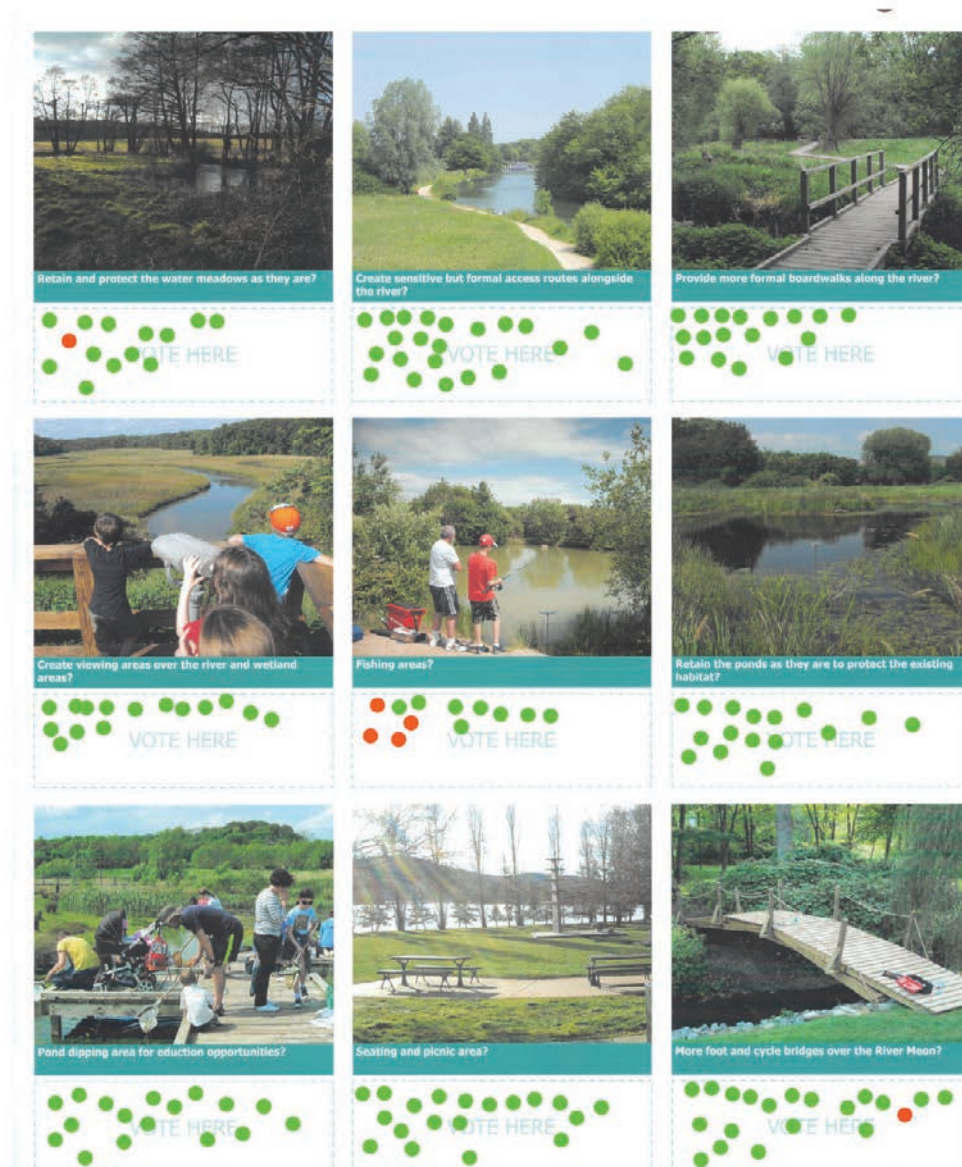 Retain and protect the water meadows as they are?
Create sensitive but formal access routes alongside
the river?
Provide more formal boardwalks along the river?
VOTE HERE
VOTE HERE
VOTE HERE
Create viewing areas over the river and wetland
areas?
Fishing areas?
Retain the ponds as they are to protect the existing
habitat?
VOTE HERE
VOTE HERE
VOTE HERE
Pond dipping area for eduction opportunities?
Seating and picnic area?
More foot and cycle bridges over the River Meon?
VOTE HERE
VOTE HERE
VOTE HERE